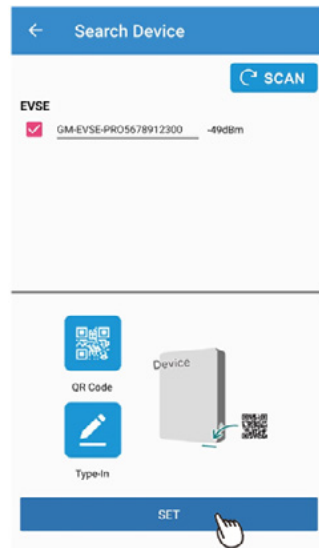 Search Device
SCAN
EVSE
GM-EVSE-PRO5678912300 -49dBm
Device
QR Code
Type-In
SET